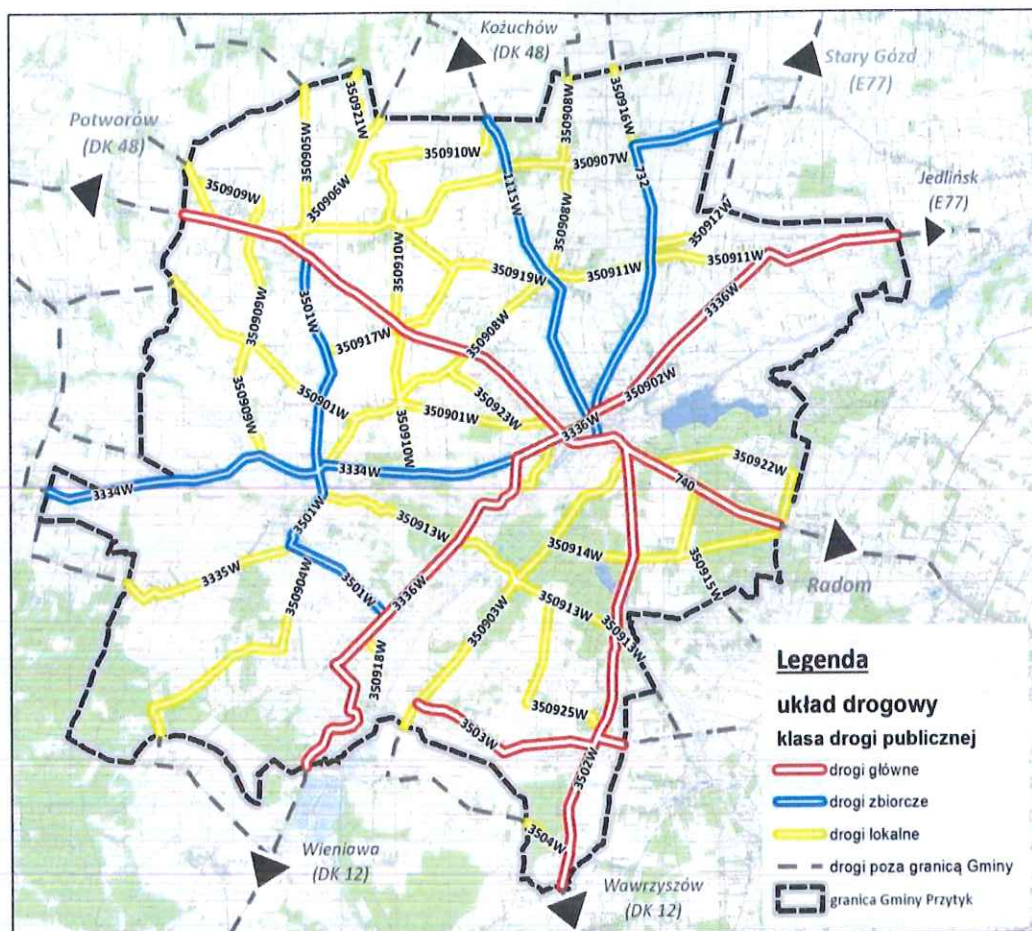 Kożuchów
(DK 48)
Stary Gózd
(E77)
Potworów
(DK 48)
Jedlińsk
(E77)
350921W
350905W
350908W
350916W
350910W
350907W
732
1115W
350909W
350906W
350908W
350912W
350910W
350919W
350911W
350911W
3501W
3336W
350909W
350917W
350908W
350902W
350901W
350901W
350923W
3336W
350909W
350910W
3334W
350922W
740
3334W
3501W
350913W
350914W
350915W
3335W
350904W
3501W
3336W
350903W
350913W
350913W
Radom
350918W
350925W
3503W
3502W
3504W
Wieniawa
(DK 12)
Wawrzyszów
(DK 12)
Legenda
układ drogowy
klasa drogi publicznej
drogi główne
drogi zbiorcze
drogi lokalne
drogi poza granicą Gminy
granica Gminy Przytyk